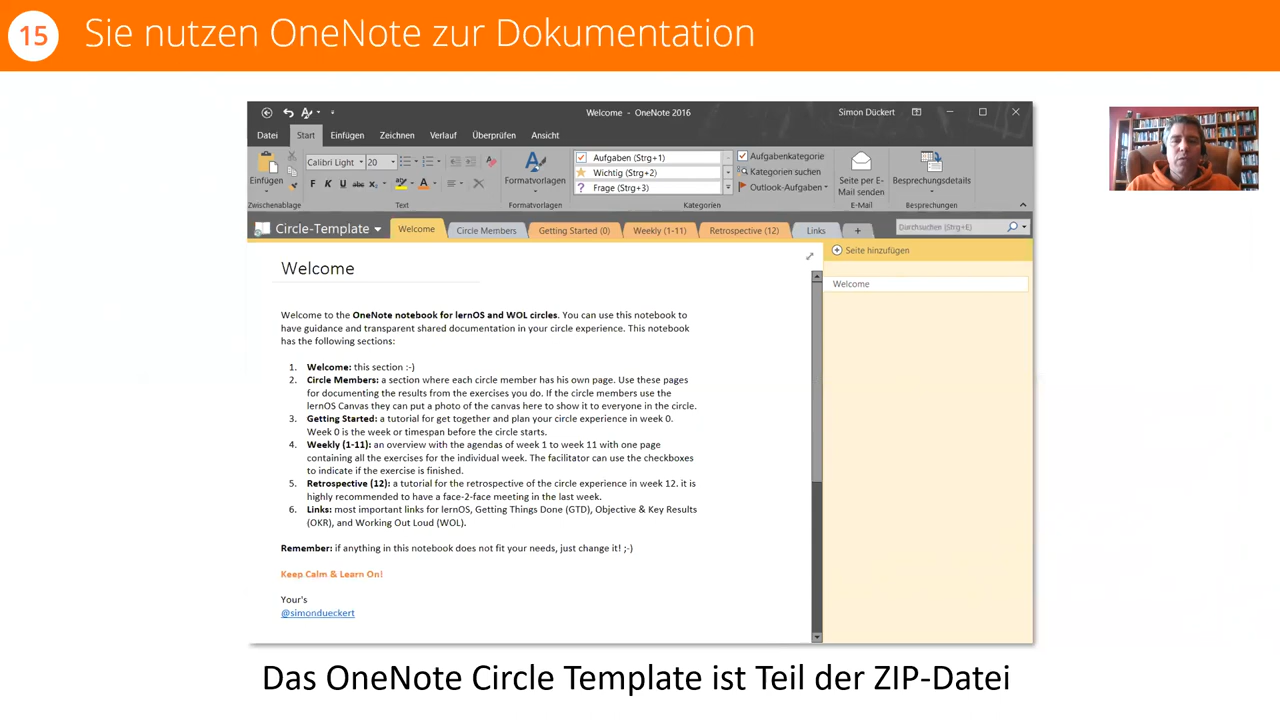 15 Sie nutzen OneNote zur Dokumentation
Welcome - OneNote 2016
Simon Dückert
Datei Start Einfügen Zeichnen Verlauf Überprüfen Ansicht
Calibri Light 20
Aufgaben (Strg+1)
Wichtig (Strg+2)
Frage (Strg+3)
Aufgabenkategorie
Kategorien suchen
Outlook-Aufgaben
Einfügen
F K U abc X₂ A
Formatvorlagen
Seite per E-
Mail senden
Besprechungsdetails
Zwischenablage Text Formatvorlagen Kategorien E-Mail Besprechungen
Circle-Template Welcome Circle Members Getting Started (0) Weekly (1-11) Retrospective (12) Links + Durchsuchen (Strg+E)
Seite hinzufügen
Welcome
Welcome
Welcome to the OneNote notebook for lernOS and WOL circles. You can use this notebook to
have guidance and transparent shared documentation in your circle experience. This notebook
has the following sections:
1. Welcome: this section :-)
2. Circle Members: a section where each circle member has his own page. Use these pages
for documenting the results from the exercises you do. If the circle members use the
lernOS Canvas they can put a photo of the canvas here to show it to everyone in the circle.
3. Getting Started: a tutorial for get together and plan your circle experience in week 0.
Week 0 is the week or timespan before the circle starts.
4. Weekly (1-11): an overview with the agendas of week 1 to week 11 with one page
containing all the exercises for the individual week. The facilitator can use the checkboxes
to indicate if the exercise is finished.
5. Retrospective (12): a tutorial for the retrospective of the circle experience in week 12. it is
highly recommended to have a face-2-face meeting in the last week.
6. Links: most important links for lernOS, Getting Things Done (GTD), Objective & Key Results
(OKR), and Working Out Loud (WOL).
Remember: if anything in this notebook does not fit your needs, just change it! ;-)
Keep Calm & Learn On!
Your's
@simondueckert
Das OneNote Circle Template ist Teil der ZIP-Datei